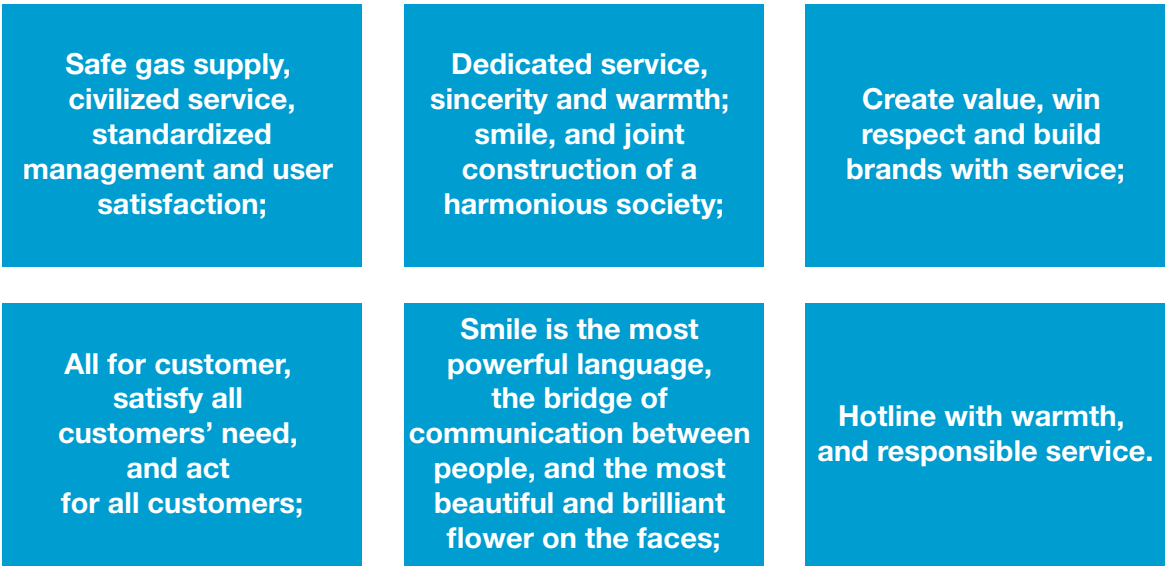 Safe gas supply,
civilized service,
standardized
management and user
satisfaction;
Dedicated service,
sincerity and warmth;
smile, and joint
construction of a
harmonious society;
Create value, win
respect and build
brands with service;
All for customer,
satisfy all
customers’ need,
and act
for all customers;
Smile is the most
powerful language,
the bridge of
communication between
people, and the most
beautiful and brilliant
flower on the faces;
Hotline with warmth,
and responsible service.